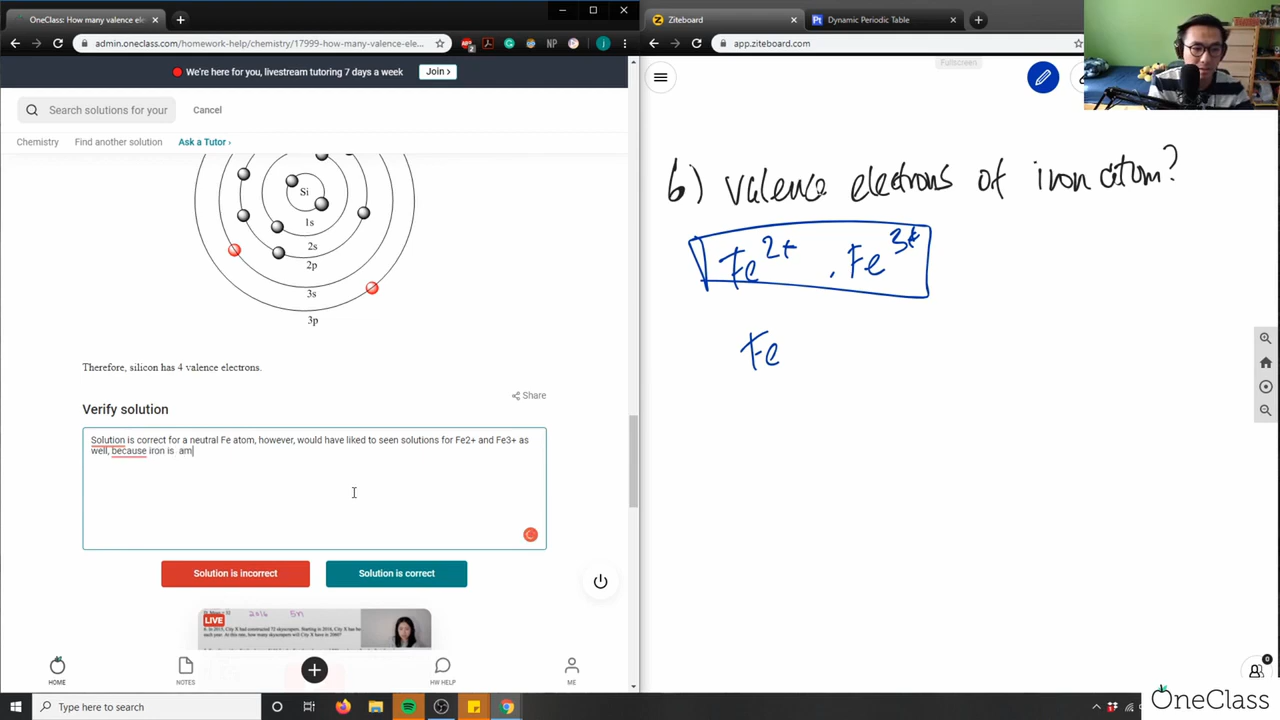 OneClass: How many valence ele
admin.oneclass.com/homework-help/chemistry/17999-how-many-valence-ele...
We're here for you, livestream tutoring 7 days a week
Join >
Search solutions for your
Cancel
Chemistry
Find another solution
Ask a Tutor ›
Si
1s
2s
2p
3s
3p
Therefore, silicon has 4 valence electrons.
Share
Verify solution
Solution is correct for a neutral Fe atom, however, would have liked to seen solutions for Fe2+ and Fe3+ as
well, because iron is am
Solution is incorrect
Solution is correct
LIVE
HOME
NOTES
HW HELP
ME
Type here to search
Ziteboard
Dynamic Periodic Table
app.ziteboard.com
Fullscreen
b) valence electrons of iron atom?
Fe2+ , Fe3+
Fe
OneClass